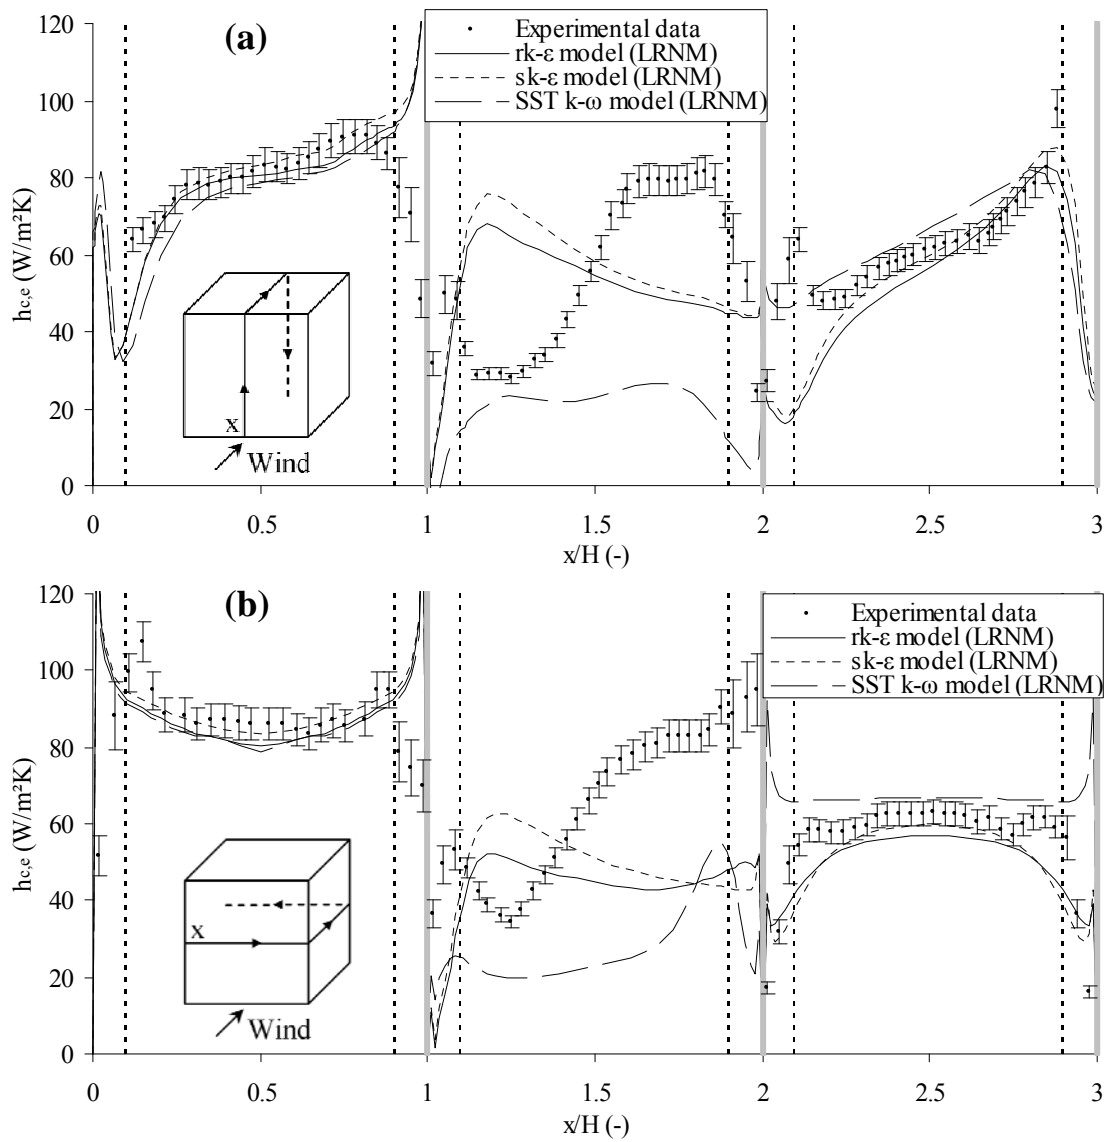 120
(a)
Experimental data
rk-ε model (LRNM)
sk-ε model (LRNM)
SST k-ω model (LRNM)
100
80
60
40
20
0
hc,e (W/m²K)
x
Wind
0
0.5
1
1.5
2
2.5
3
x/H (-)
120
(b)
Experimental data
rk-ε model (LRNM)
sk-ε model (LRNM)
SST k-ω model (LRNM)
100
80
60
40
20
0
hc,e (W/m²K)
x
Wind
0
0.5
1
1.5
2
2.5
3
x/H (-)